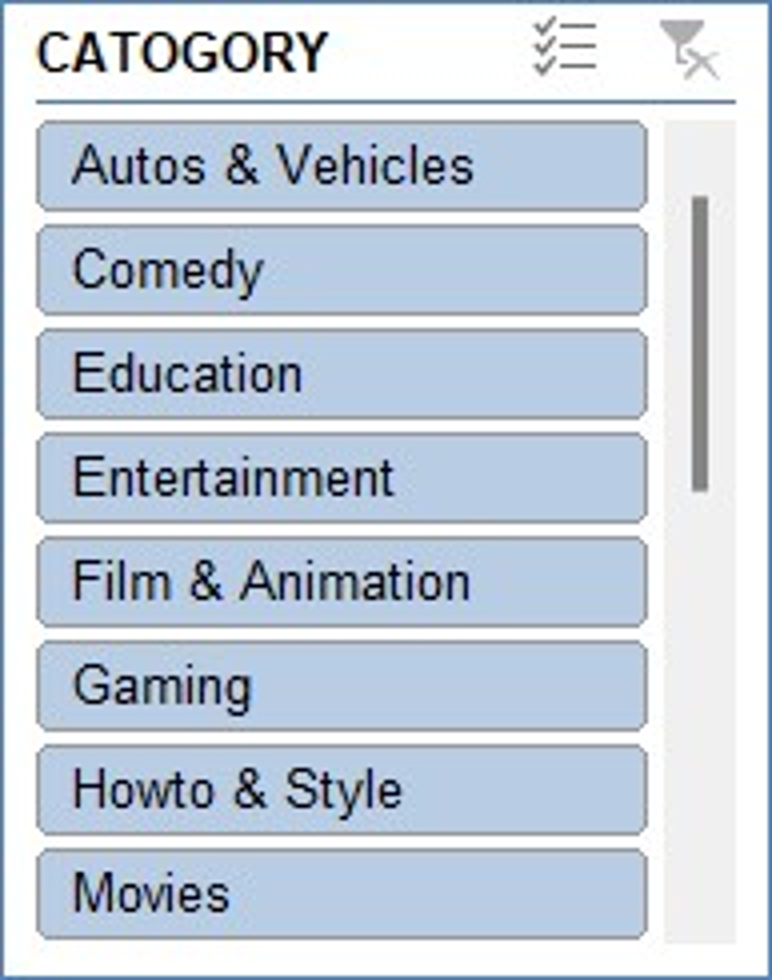 CATOGORY
Autos & Vehicles
Comedy
Education
Entertainment
Film & Animation
Gaming
Howto & Style
Movies